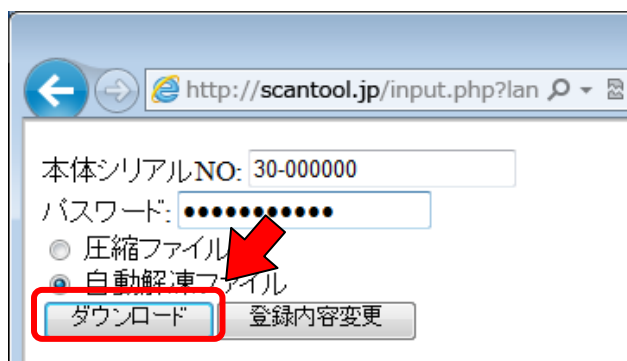 http://scantool.jp/input.php?lan
本体シリアルNO: 30-000000
パスワード: ●●●●●●●●●●●
圧縮ファイル
自動解凍ファイル
ダウンロード 登録内容変更